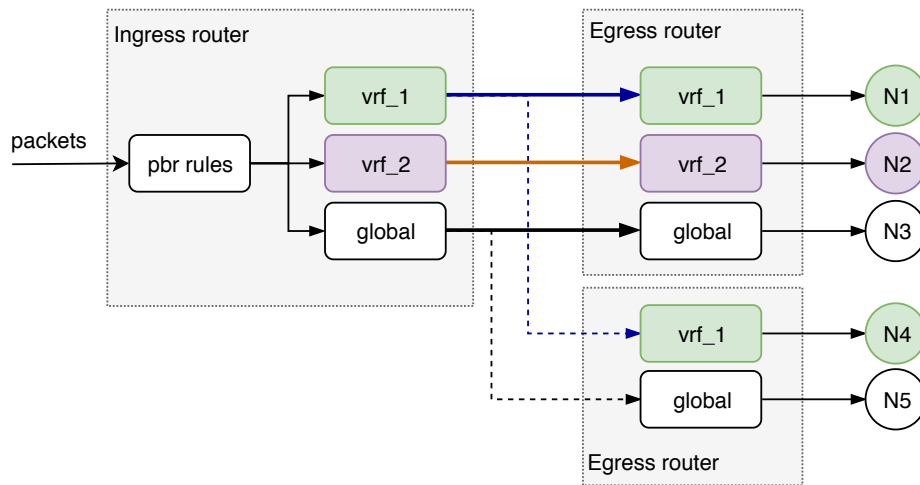 Ingress router
Egress router
packets
pbr rules
vrf_1
vrf_2
global
vrf_1
vrf_2
global
N1
N2
N3
vrf_1
global
N4
N5
Egress router